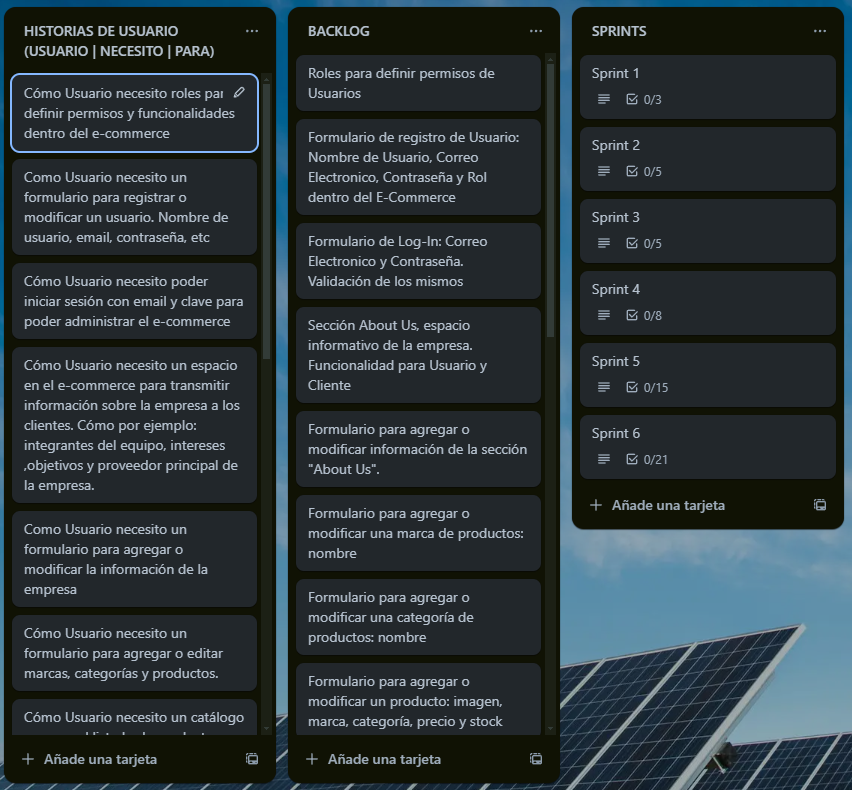 HISTORIAS DE USUARIO
(USUARIO | NECESITO | PARA)
Cómo Usuario necesito roles par
definir permisos y funcionalidades
dentro del e-commerce
Como Usuario necesito un
formulario para registrar o
modificar un usuario. Nombre de
usuario, email, contraseña, etc
Cómo Usuario necesito poder
iniciar sesión con email y clave para
poder administrar el e-commerce
Cómo Usuario necesito un espacio
en el e-commerce para transmitir
información sobre la empresa a los
clientes. Cómo por ejemplo:
integrantes del equipo, intereses
,objetivos y proveedor principal de
la empresa.
Como Usuario necesito un
formulario para agregar o
modificar la información de la
empresa
Cómo Usuario necesito un
formulario para agregar o editar
marcas, categorías y productos.
Cómo Usuario necesito un catálogo
Añade una tarjeta
BACKLOG
Roles para definir permisos de
Usuarios
Formulario de registro de Usuario:
Nombre de Usuario, Correo
Electronico, Contraseña y Rol
dentro del E-Commerce
Formulario de Log-In: Correo
Electronico y Contraseña.
Validación de los mismos
Sección About Us, espacio
informativo de la empresa.
Funcionalidad para Usuario y
Cliente
Formulario para agregar o
modificar información de la sección
"About Us".
Formulario para agregar o
modificar una marca de productos:
nombre
Formulario para agregar o
modificar una categoría de
productos: nombre
Formulario para agregar o
modificar un producto: imagen,
marca, categoría, precio y stock
Añade una tarjeta
SPRINTS
Sprint 1
0/3
Sprint 2
0/5
Sprint 3
0/5
Sprint 4
0/8
Sprint 5
0/15
Sprint 6
0/21
Añade una tarjeta